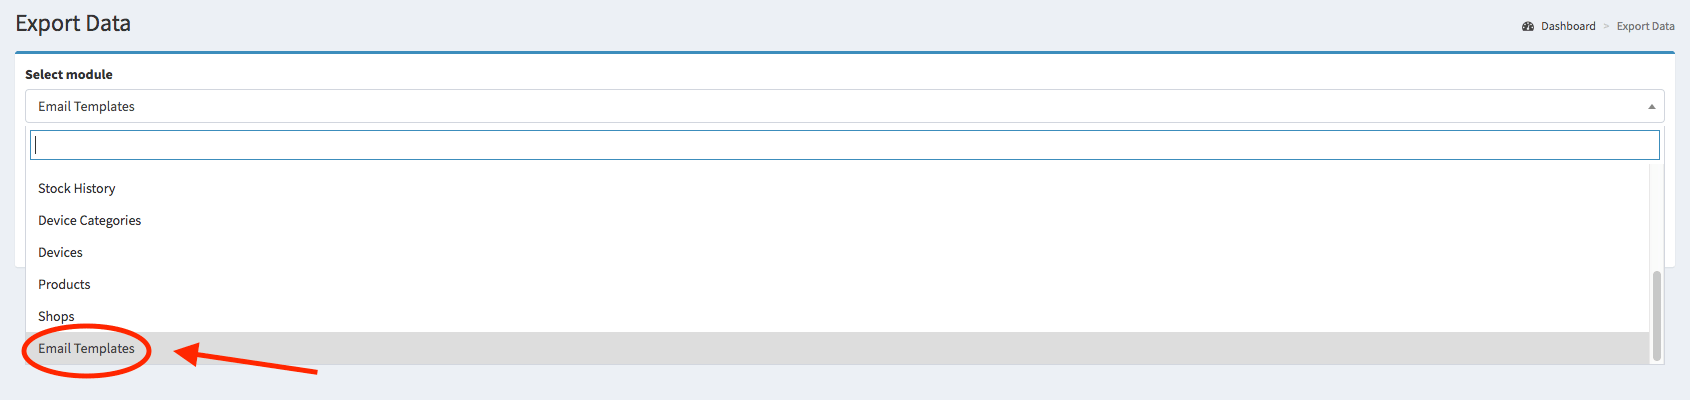 Export Data
Dashboard > Export Data
Select module
Email Templates
Stock History
Device Categories
Devices
Products
Shops
Email Templates